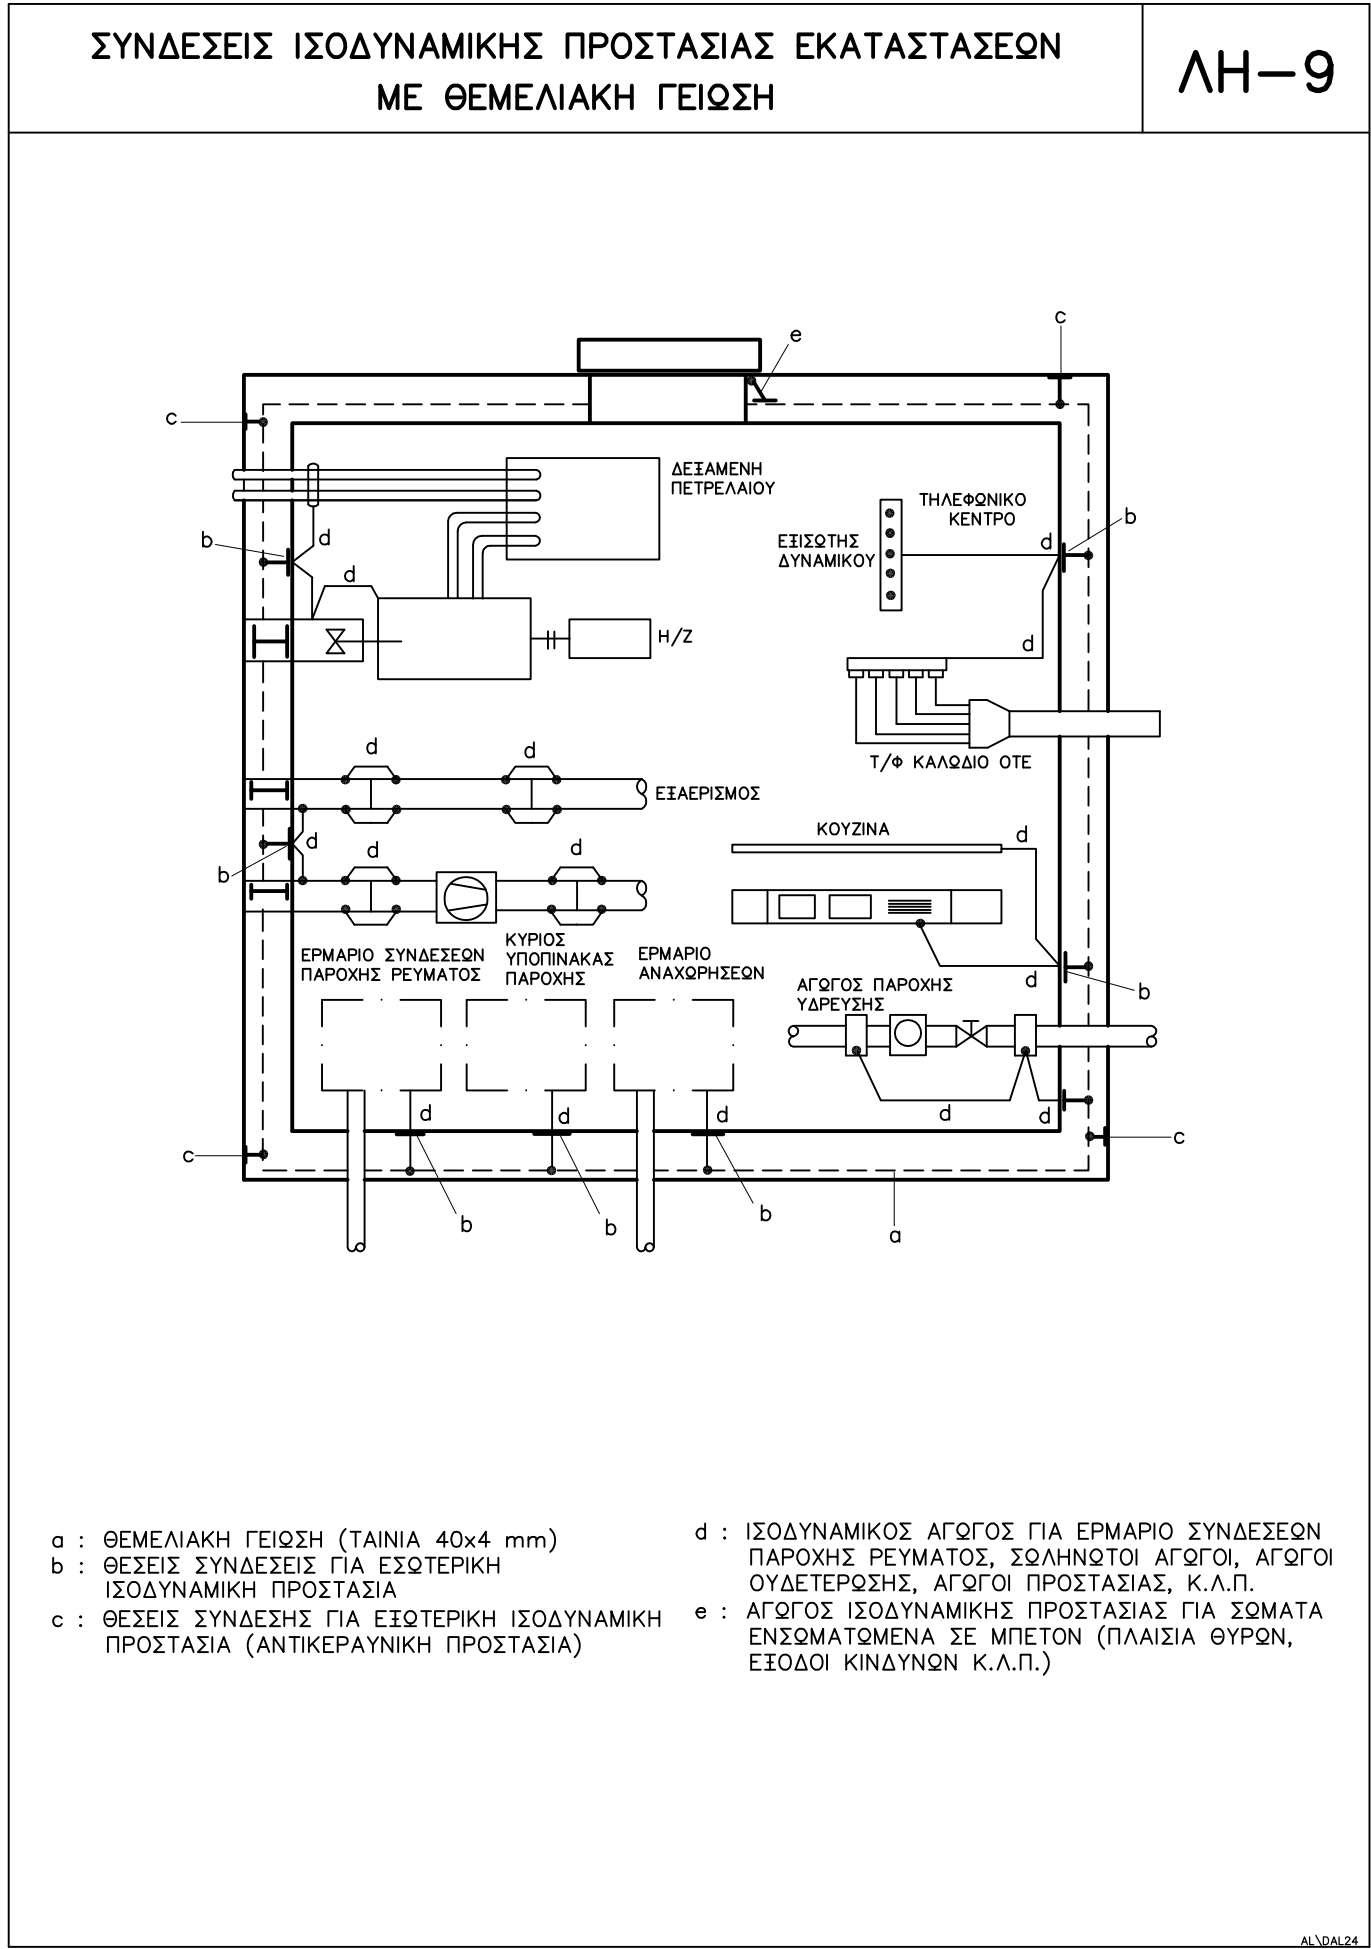 ΣΥΝΔΕΣΕΙΣ ΙΣΟΔΥΝΑΜΙΚΗΣ ΠΡΟΣΤΑΣΙΑΣ ΕΚΑΤΑΣΤΑΣΕΩΝ
ΜΕ ΘΕΜΕΛΙΑΚΗ ΓΕΙΩΣΗ
ΛΗ-9
c
e
c
ΔΕΞΑΜΕΝΗ
ΠΕΤΡΕΛΑΙΟΥ
ΤΗΛΕΦΩΝΙΚΟ
ΚΕΝΤΡΟ
b
d
b
ΕΞΙΣΩΤΗΣ
ΔΥΝΑΜΙΚΟΥ
d
d
Η/Ζ
d
d
d
Τ/Φ ΚΑΛΩΔΙΟ ΟΤΕ
ΕΞΑΕΡΙΣΜΟΣ
ΚΟΥΖΙΝΑ
d
d
d
d
b
ΕΡΜΑΡΙΟ ΣΥΝΔΕΣΕΩΝ
ΠΑΡΟΧΗΣ ΡΕΥΜΑΤΟΣ
ΚΥΡΙΟΣ
ΥΠΟΠΙΝΑΚΑΣ
ΠΑΡΟΧΗΣ
ΕΡΜΑΡΙΟ
ΑΝΑΧΩΡΗΣΕΩΝ
d
ΑΓΩΓΟΣ ΠΑΡΟΧΗΣ
ΥΔΡΕΥΣΗΣ
b
d
d
d
d
d
c
c
b
b
b
a
a : ΘΕΜΕΛΙΑΚΗ ΓΕΙΩΣΗ (ΤΑΙΝΙΑ 40x4 mm)
b : ΘΕΣΕΙΣ ΣΥΝΔΕΣΕΙΣ ΓΙΑ ΕΣΩΤΕΡΙΚΗ
ΙΣΟΔΥΝΑΜΙΚΗ ΠΡΟΣΤΑΣΙΑ
c : ΘΕΣΕΙΣ ΣΥΝΔΕΣΗΣ ΓΙΑ ΕΞΩΤΕΡΙΚΗ ΙΣΟΔΥΝΑΜΙΚΗ
ΠΡΟΣΤΑΣΙΑ (ΑΝΤΙΚΕΡΑΥΝΙΚΗ ΠΡΟΣΤΑΣΙΑ)
d : ΙΣΟΔΥΝΑΜΙΚΟΣ ΑΓΩΓΟΣ ΓΙΑ ΕΡΜΑΡΙΟ ΣΥΝΔΕΣΕΩΝ
ΠΑΡΟΧΗΣ ΡΕΥΜΑΤΟΣ, ΣΩΛΗΝΩΤΟΙ ΑΓΩΓΟΙ, ΑΓΩΓΟΙ
ΟΥΔΕΤΕΡΩΣΗΣ, ΑΓΩΓΟΙ ΠΡΟΣΤΑΣΙΑΣ, Κ.Λ.Π.
e : ΑΓΩΓΟΣ ΙΣΟΔΥΝΑΜΙΚΗΣ ΠΡΟΣΤΑΣΙΑΣ ΓΙΑ ΣΩΜΑΤΑ
ΕΝΣΩΜΑΤΩΜΕΝΑ ΣΕ ΜΠΕΤΟΝ (ΠΛΑΙΣΙΑ ΘΥΡΩΝ,
ΕΞΟΔΟΙ ΚΙΝΔΥΝΩΝ Κ.Λ.Π.)
AL\DAL24